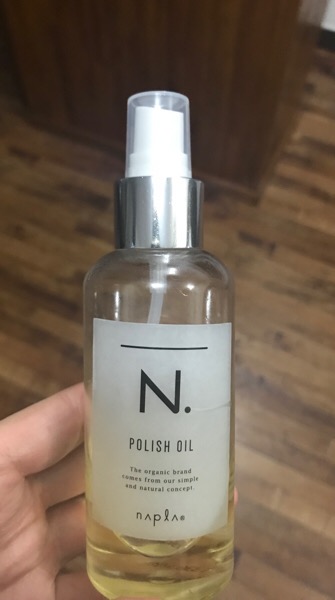 N.
POLISH OIL
The organic brand
comes from our simple
and natural concept.
napla®